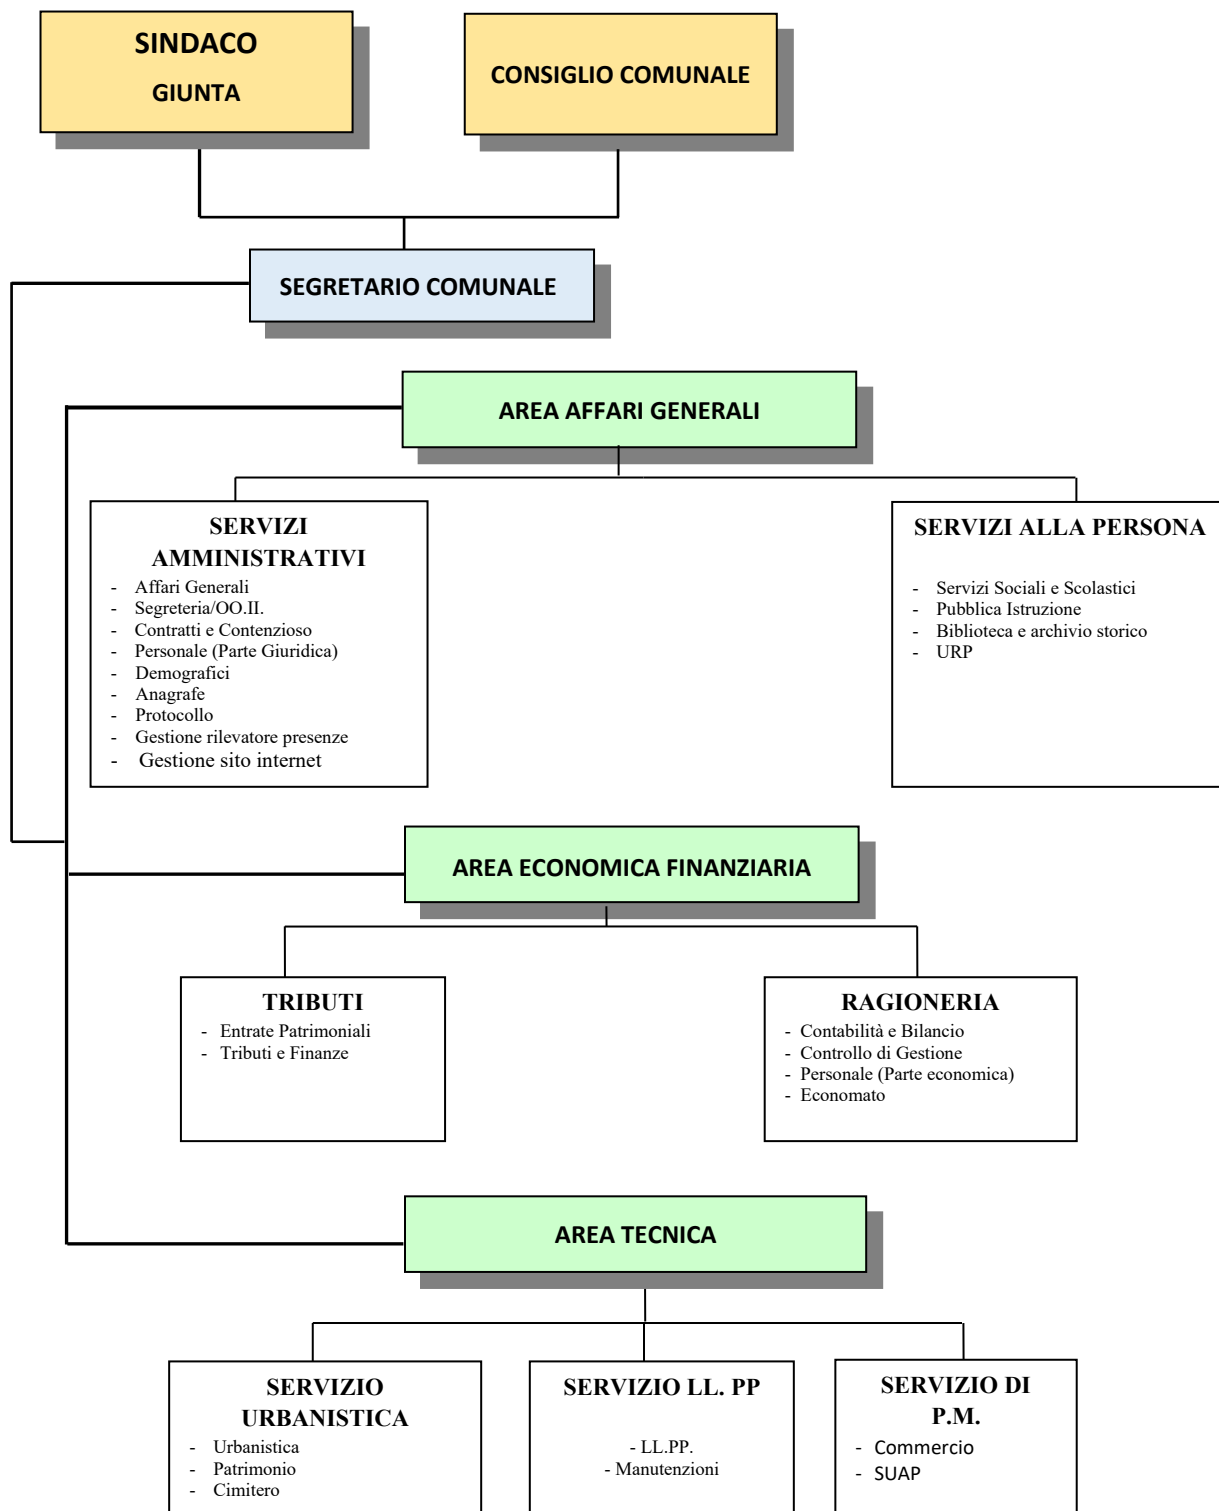 SINDACO
GIUNTA
CONSIGLIO COMUNALE
SEGRETARIO COMUNALE
AREA AFFARI GENERALI
SERVIZI
AMMINISTRATIVI
- Affari Generali
- Segreteria/OO.II.
- Contratti e Contenzioso
- Personale (Parte Giuridica)
- Demografici
- Anagrafe
- Protocollo
- Gestione rilevatore presenze
- Gestione sito internet
SERVIZI ALLA PERSONA
- Servizi Sociali e Scolastici
- Pubblica Istruzione
- Biblioteca e archivio storico
- URP
AREA ECONOMICA FINANZIARIA
TRIBUTI
- Entrate Patrimoniali
- Tributi e Finanze
RAGIONERIA
- Contabilità e Bilancio
- Controllo di Gestione
- Personale (Parte economica)
- Economato
AREA TECNICA
SERVIZIO
URBANISTICA
- Urbanistica
- Patrimonio
- Cimitero
SERVIZIO LL. PP
- LL.PP.
- Manutenzioni
SERVIZIO DI
P.M.
- Commercio
- SUAP